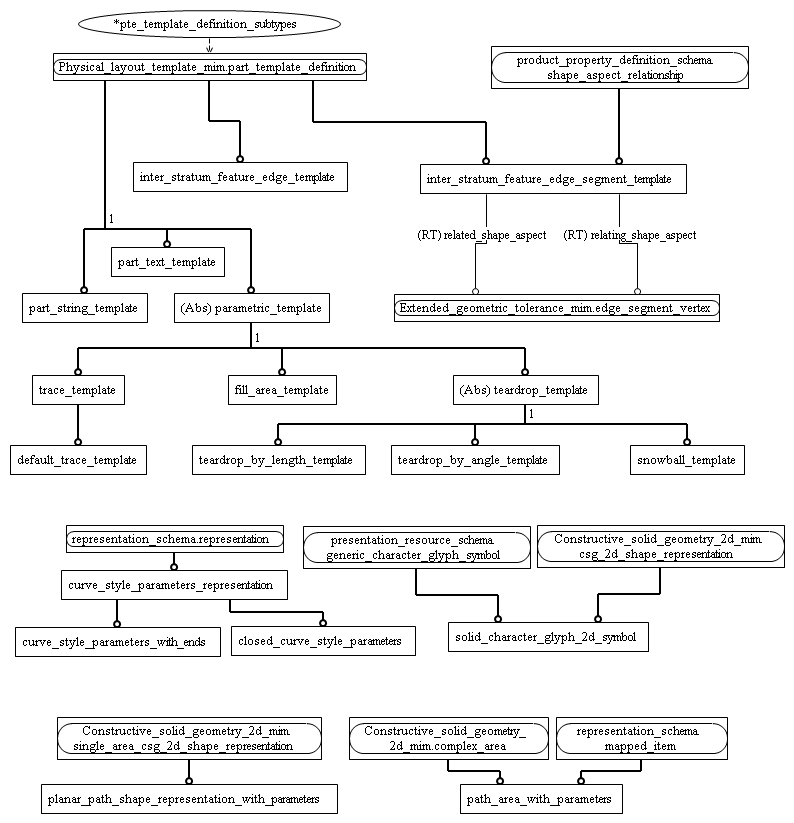 *pte_template_definition_subtypes
Physical_layout_template_mim.part_template_definition
product_property_definition_schema.
shape_aspect_relationship
inter_stratum_feature_edge_template
inter_stratum_feature_edge_segment_template
1
(RT) related_shape_aspect
(RT) relating_shape_aspect
part_text_template
part_string_template
(Abs) parametric_template
Extended_geometric_tolerance_mim.edge_segment_vertex
1
trace_template
fill_area_template
(Abs) teardrop_template
1
default_trace_template
teardrop_by_length_template
teardrop_by_angle_template
snowball_template
representation_schema.representation
presentation_resource_schema.
generic_character_glyph_symbol
Constructive_solid_geometry_2d_mim.
csg_2d_shape_representation
curve_style_parameters_representation
curve_style_parameters_with_ends
closed_curve_style_parameters
solid_character_glyph_2d_symbol
Constructive_solid_geometry_2d_mim.
single_area_csg_2d_shape_representation
Constructive_solid_geometry_
2d_mim.complex_area
representation_schema.
mapped_item
planar_path_shape_representation_with_parameters
path_area_with_parameters